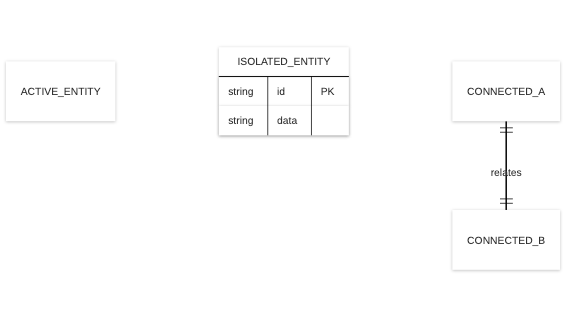 ACTIVE_ENTITY
ISOLATED_ENTITY
string id PK
string data
CONNECTED_A
relates
CONNECTED_B